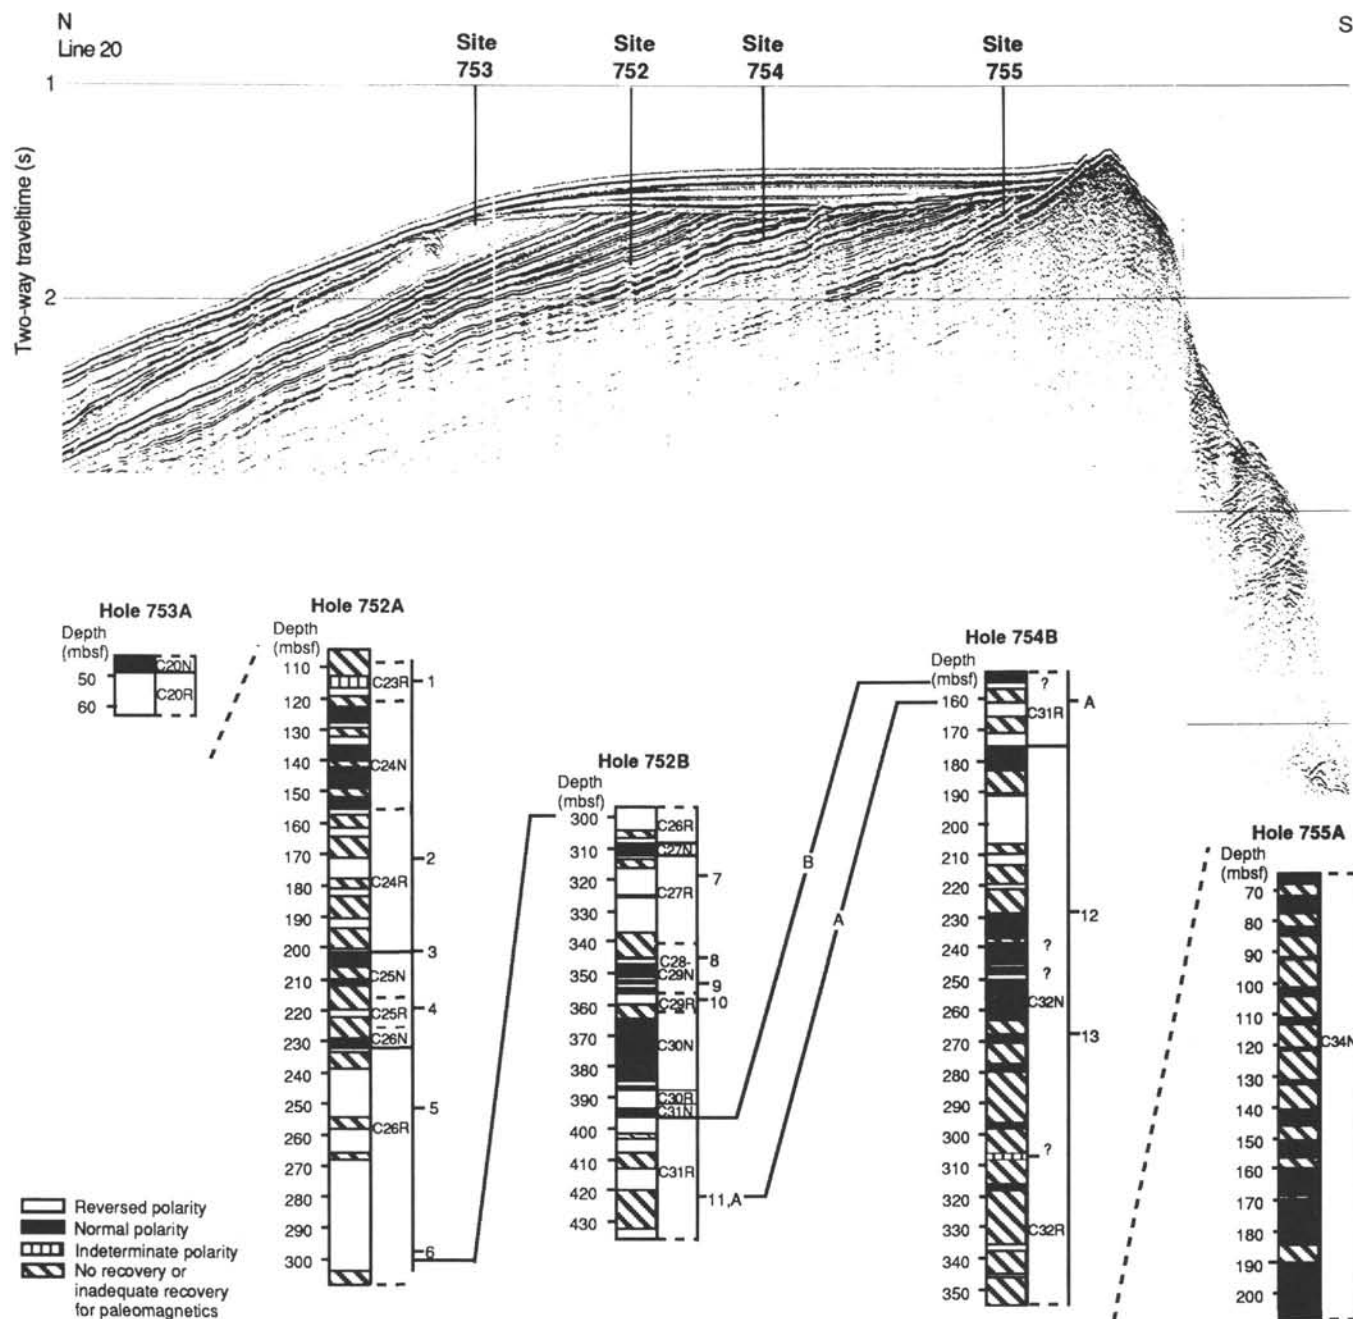 N
S
Line 20
Site 753
Site 752
Site 754
Site 755
1
2
Two-way traveltime (s)
Hole 753A
Depth (mbsf)
50
60
C20N
C20R
Hole 752A
Depth (mbsf)
110
120
130
140
150
160
170
180
190
200
210
220
230
240
250
260
270
280
290
300
C23R
C24N
C24R
C25N
C25R
C26N
C26R
1
2
3
4
5
6
Hole 752B
Depth (mbsf)
300
310
320
330
340
350
360
370
380
390
400
410
420
430
C26R
C27N
C27R
C28-
C29N
C29R
C30N
C30R
C31N
C31R
7
8
9
10
11,A
B
A
Hole 754B
Depth (mbsf)
160
170
180
190
200
210
220
230
240
250
260
270
280
290
300
310
320
330
340
350
?
C31R
?
?
C32N
?
C32R
A
12
13
Hole 755A
Depth (mbsf)
70
80
90
100
110
120
130
140
150
160
170
180
190
200
C34N
Reversed polarity
Normal polarity
Indeterminate polarity
No recovery or
inadequate recovery
for paleomagnetics